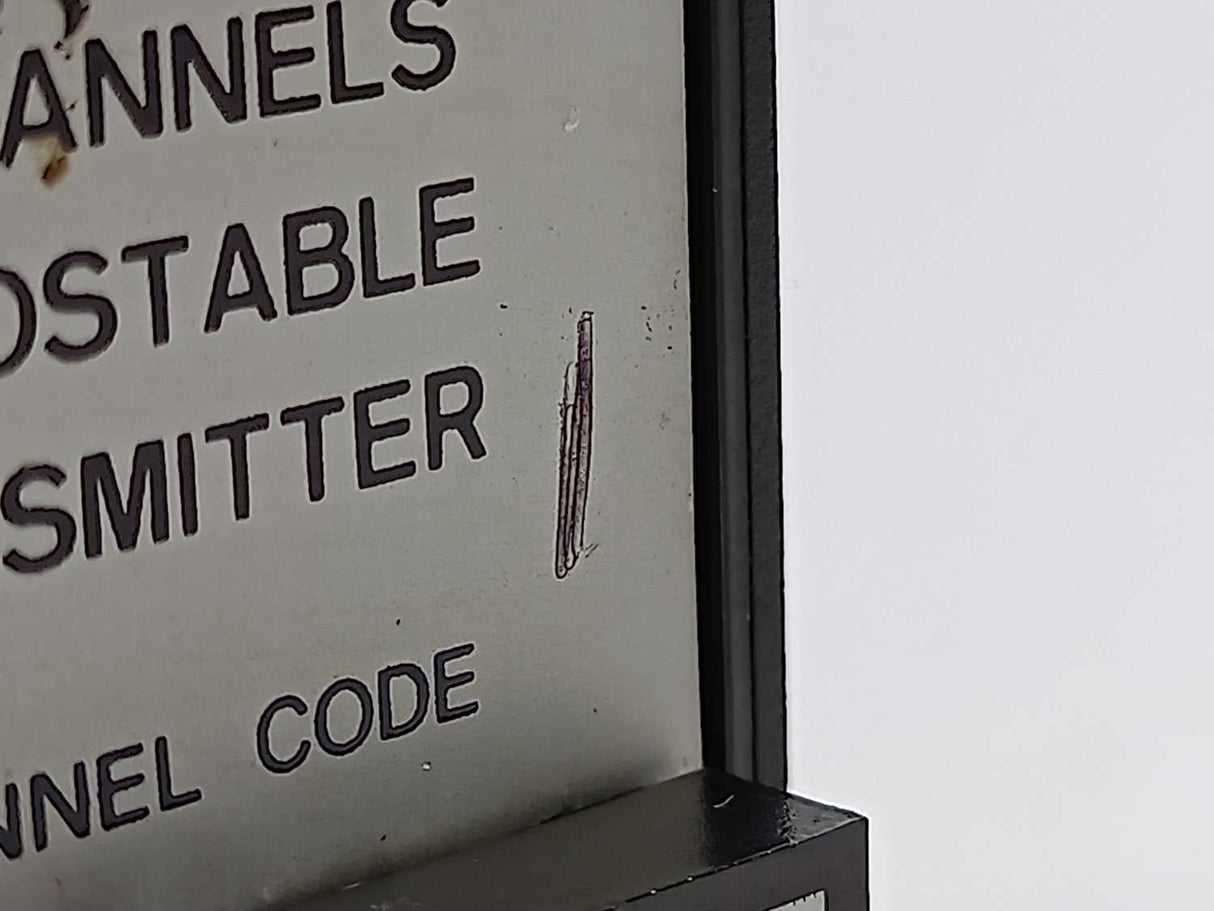 ANNELS
OSTABLE
SMITTER
NNEL CODE